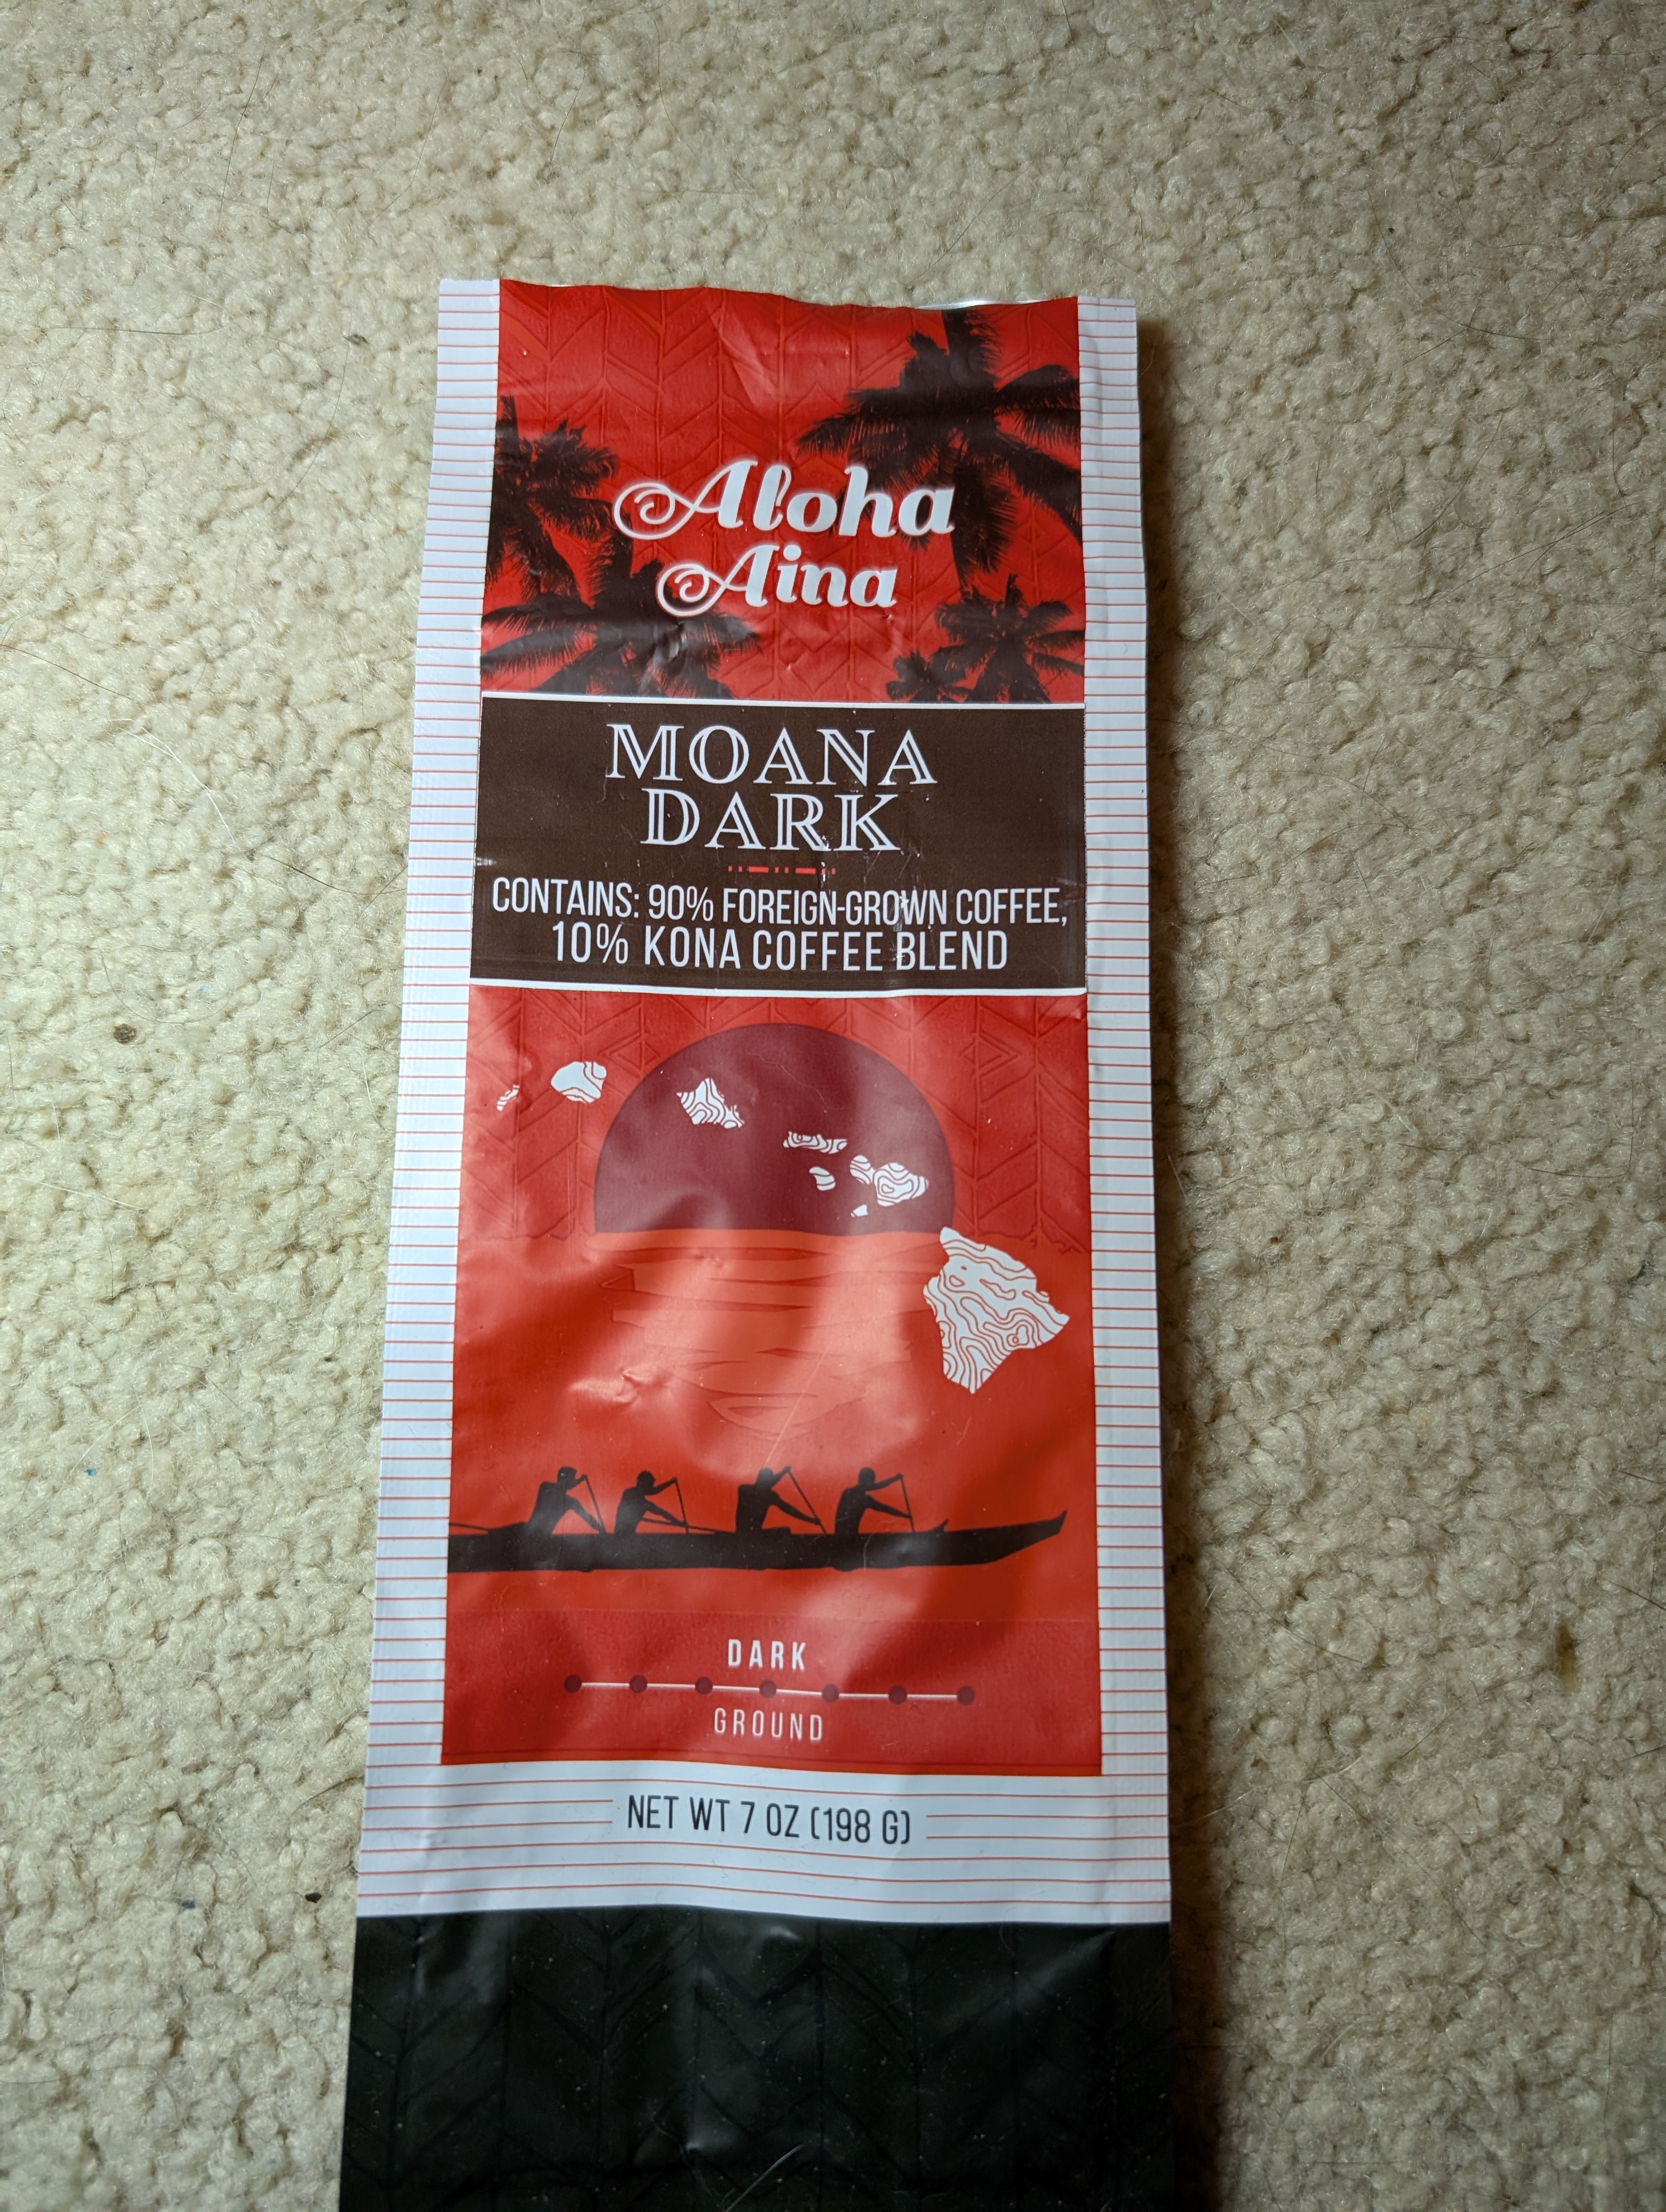 Aloha
Aina
MOANA
DARK
CONTAINS: 90% FOREIGN-GROWN COFFEE,
10% KONA COFFEE BLEND
DARK
GROUND
NET WT 7 OZ (198 G)